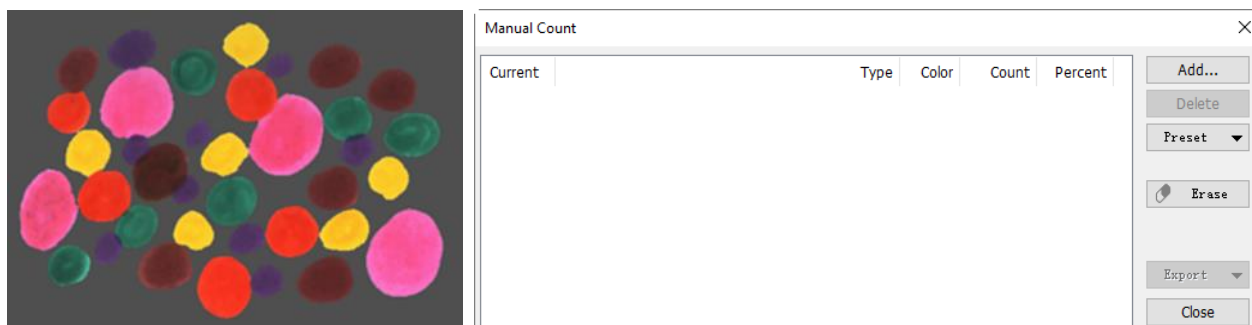 Manual Count
Current Type Color Count Percent
Add...
Delete
Preset
Erase
Export
Close